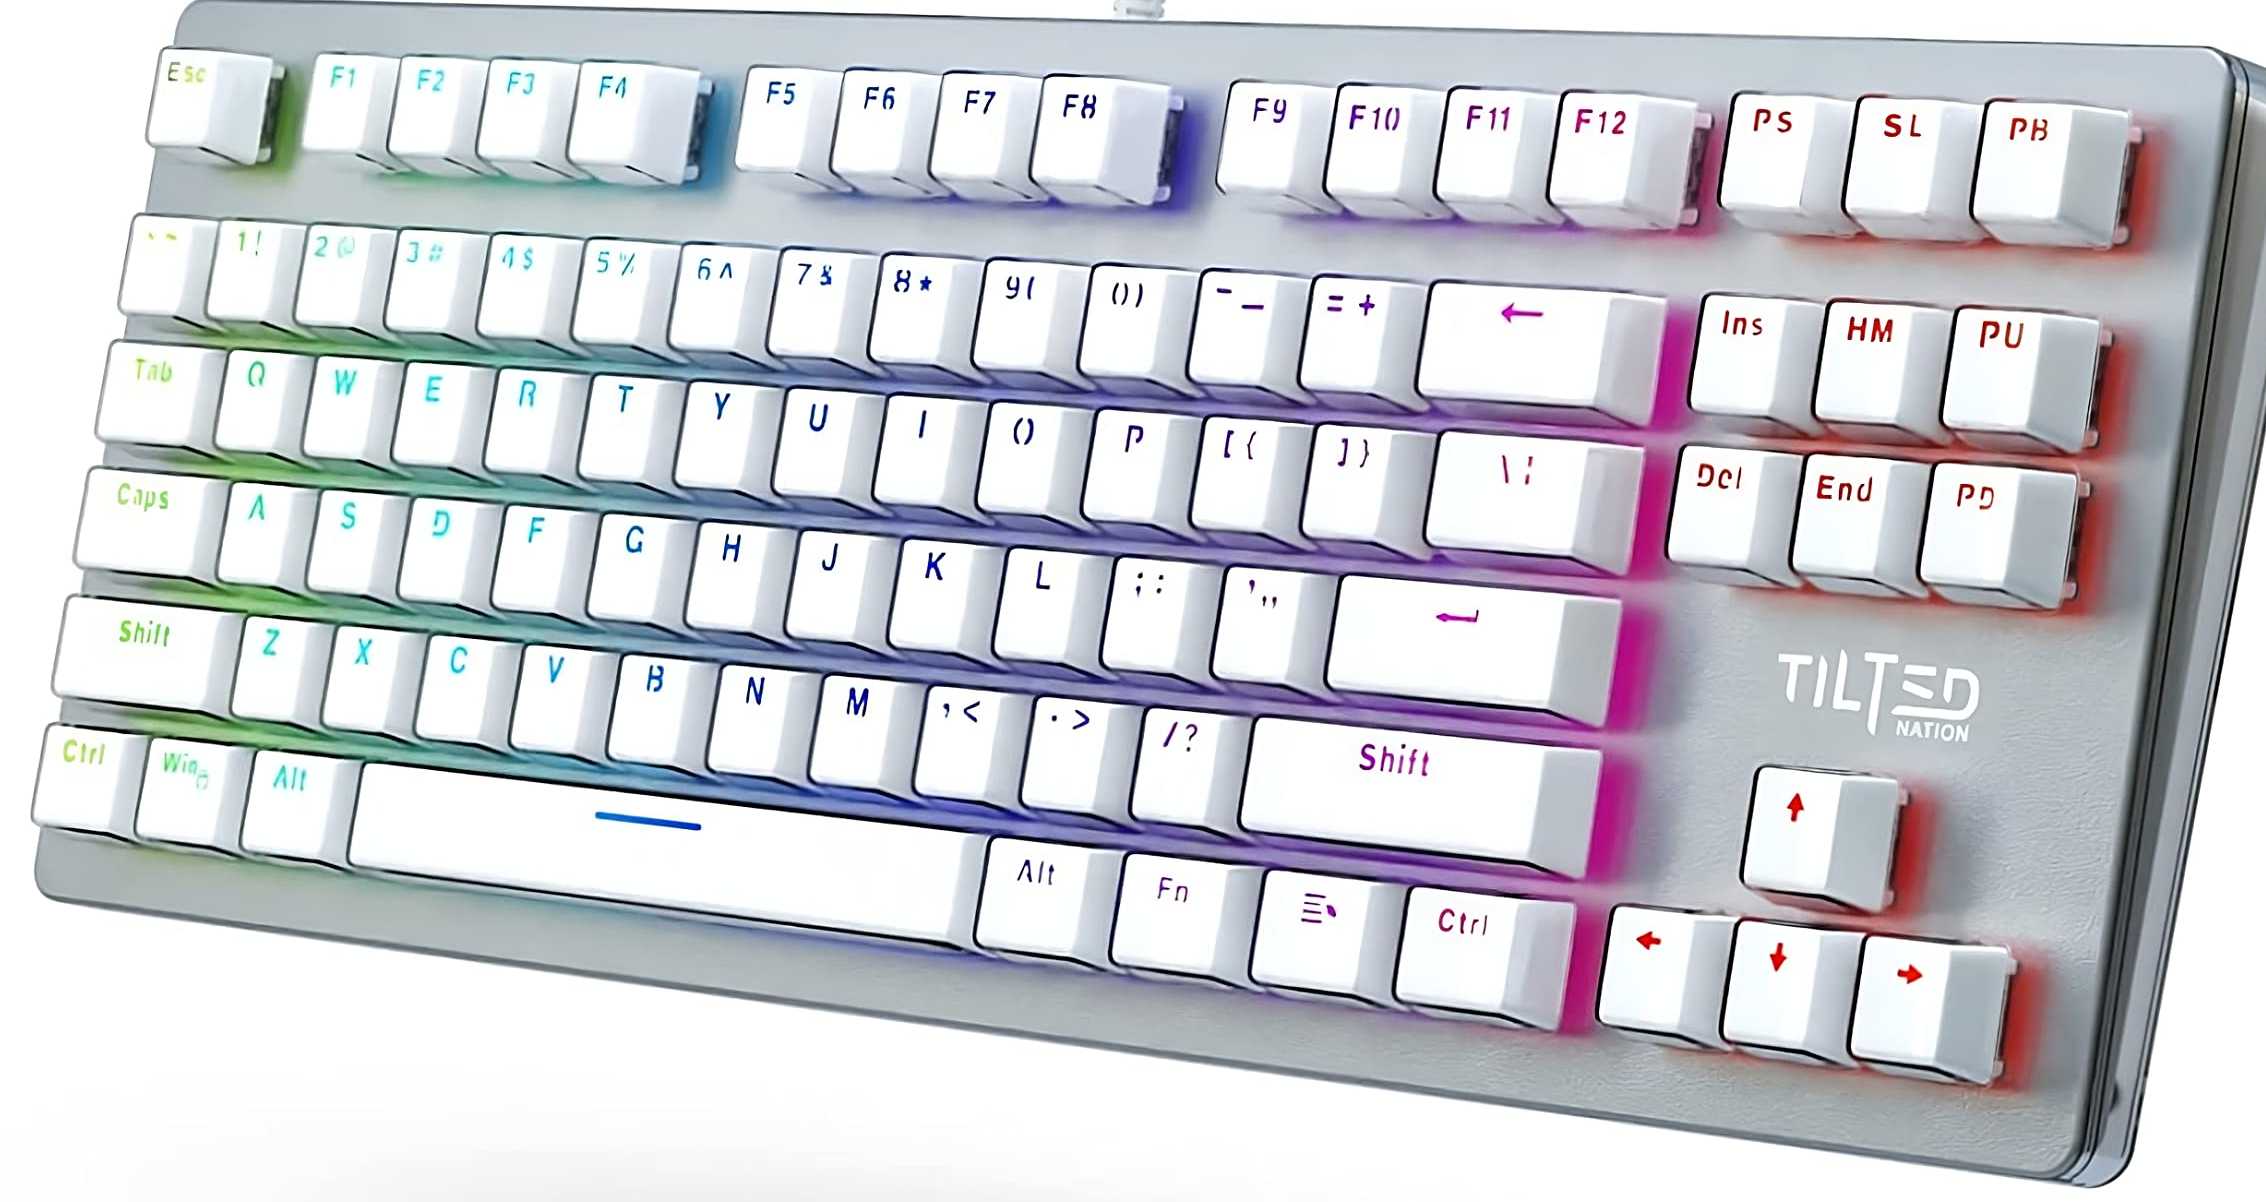 Esc F1 F2 F3 F4 F5 F6 F7 F8 F9 F10 F11 F12 PS SL PB
` ~ 1 ! 2 @ 3 # 4 $ 5 % 6 ^ 7 & 8 * 9 ( 0 ) - _ = + ← Ins HM PU
Tab Q W E R T Y U I O P [ { ] } \ ¦ Del End PD
Caps A S D F G H J K L ; : ' " ↵
Shift Z X C V B N M , < . > / ? Shift ↑
Ctrl Win Alt Alt Fn Ctrl ← ↓ →
TILTED
NATION